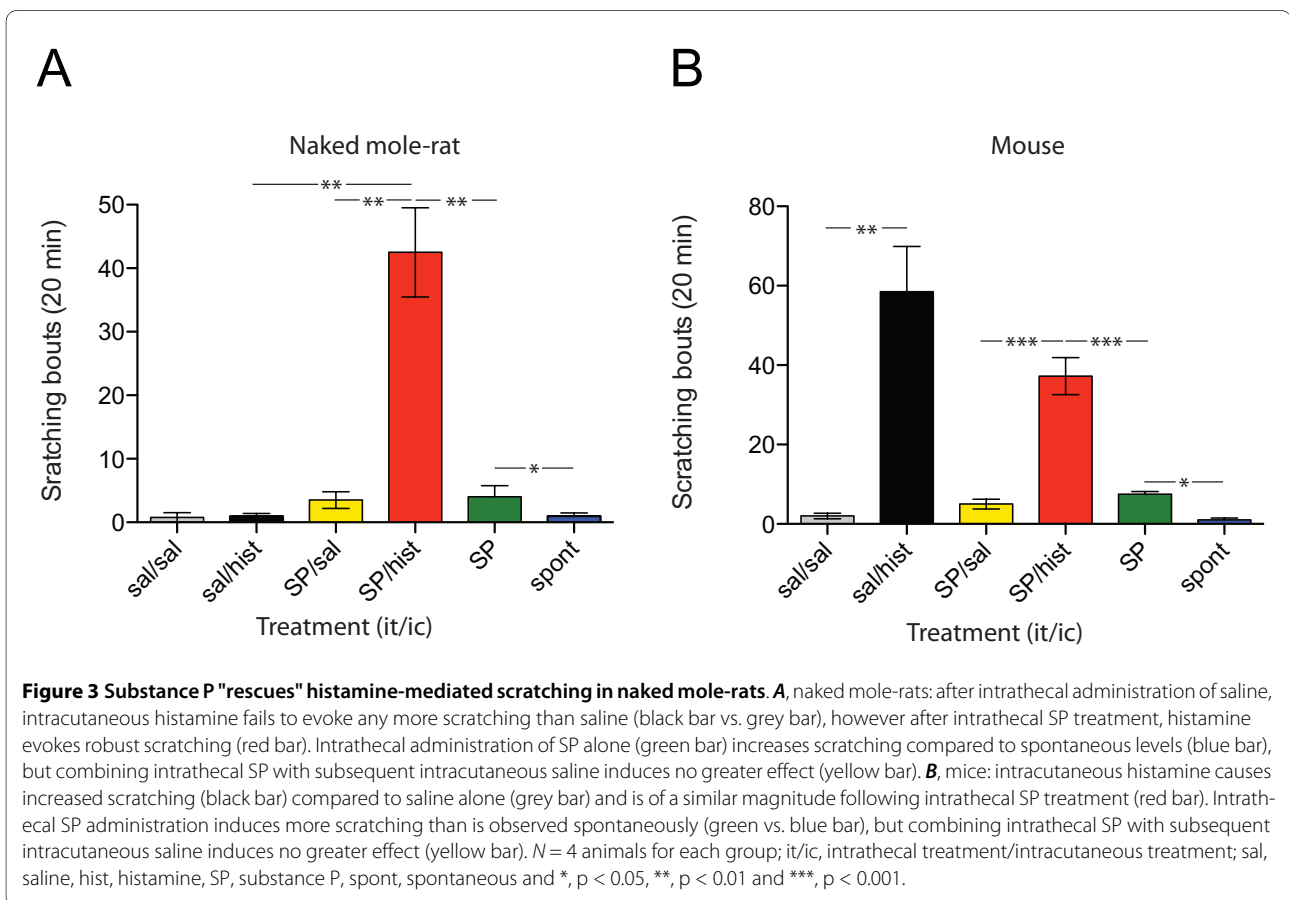 A
B
Naked mole-rat
Sratching bouts (20 min)
50
40
30
20
10
0
**
**
**
*
sal/sal
sal/hist
SP/sal
SP/hist
SP
spont
Treatment (it/ic)
Mouse
Scratching bouts (20 min)
80
60
40
20
0
**
***
***
*
sal/sal
sal/hist
SP/sal
SP/hist
SP
spont
Treatment (it/ic)
Figure 3 Substance P "rescues" histamine-mediated scratching in naked mole-rats. A, naked mole-rats: after intrathecal administration of saline,
intracutaneous histamine fails to evoke any more scratching than saline (black bar vs. grey bar), however after intrathecal SP treatment, histamine
evokes robust scratching (red bar). Intrathecal administration of SP alone (green bar) increases scratching compared to spontaneous levels (blue bar),
but combining intrathecal SP with subsequent intracutaneous saline induces no greater effect (yellow bar). B, mice: intracutaneous histamine causes
increased scratching (black bar) compared to saline alone (grey bar) and is of a similar magnitude following intrathecal SP treatment (red bar). Intrath-
ecal SP administration induces more scratching than is observed spontaneously (green vs. blue bar), but combining intrathecal SP with subsequent
intracutaneous saline induces no greater effect (yellow bar). N = 4 animals for each group; it/ic, intrathecal treatment/intracutaneous treatment; sal,
saline, hist, histamine, SP, substance P, spont, spontaneous and *, p < 0.05, **, p < 0.01 and ***, p < 0.001.